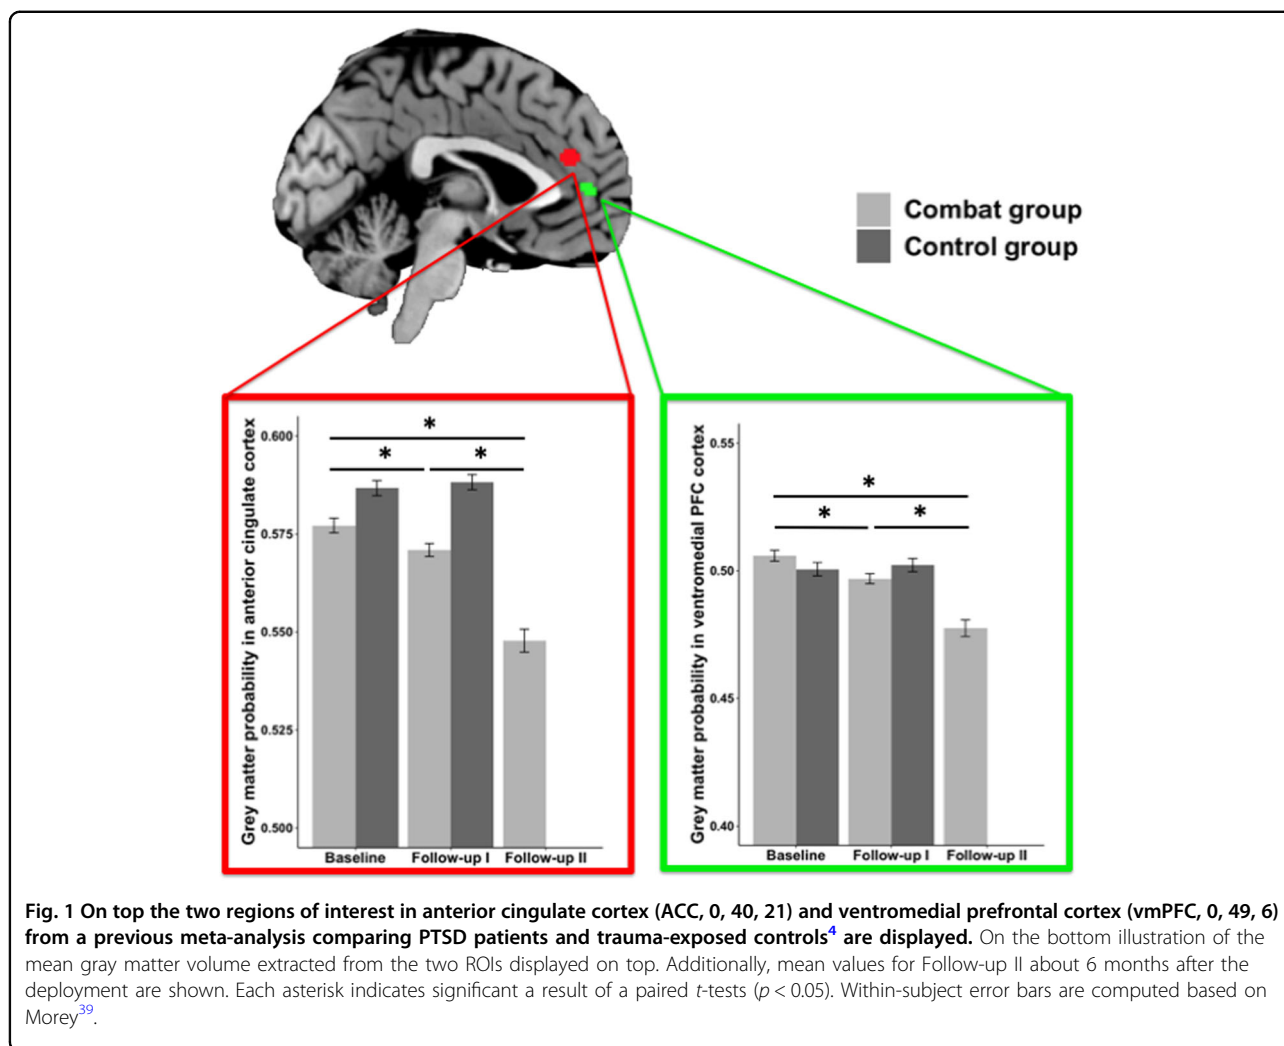 Combat group
Control group
Grey matter probability in anterior cingulate cortex
0.600
0.575
0.550
0.525
0.500
*
*
*
Baseline
Follow-up I
Follow-up II
Grey matter probability in ventromedial PFC cortex
0.55
0.50
0.45
0.40
*
*
*
Baseline
Follow-up I
Follow-up II
Fig. 1 On top the two regions of interest in anterior cingulate cortex (ACC, 0, 40, 21) and ventromedial prefrontal cortex (vmPFC, 0, 49, 6)
from a previous meta-analysis comparing PTSD patients and trauma-exposed controls4 are displayed. On the bottom illustration of the
mean gray matter volume extracted from the two ROIs displayed on top. Additionally, mean values for Follow-up II about 6 months after the
deployment are shown. Each asterisk indicates significant a result of a paired t-tests (p < 0.05). Within-subject error bars are computed based on
Morey39.